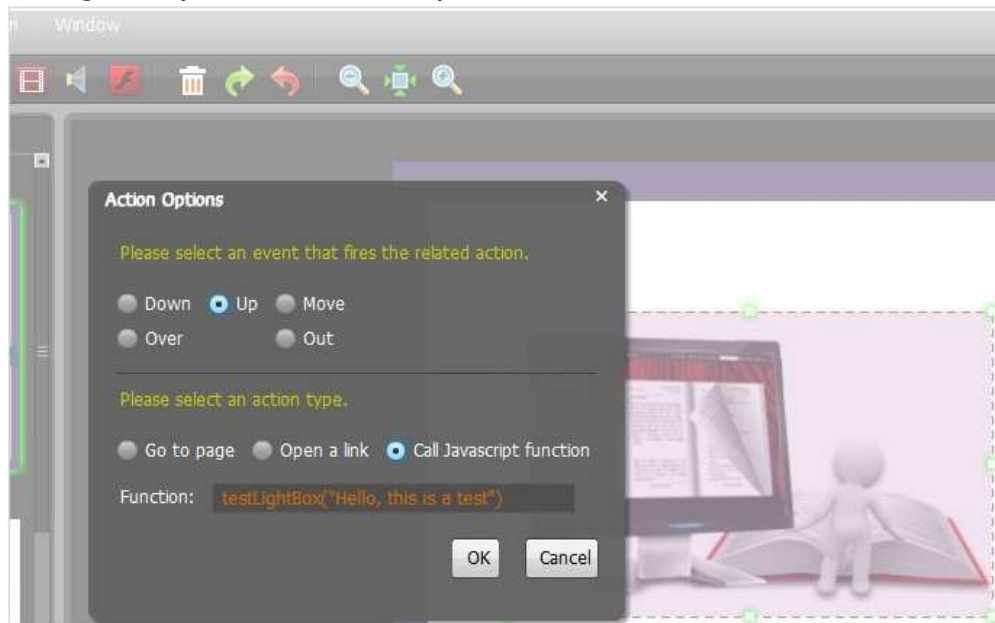 Window
Action Options
Please select an event that fires the related action.
Down Up Move
Over Out
Please select an action type.
Go to page Open a link Call Javascript function
Function: testLightBox("Hello, this is a test")
OK Cancel